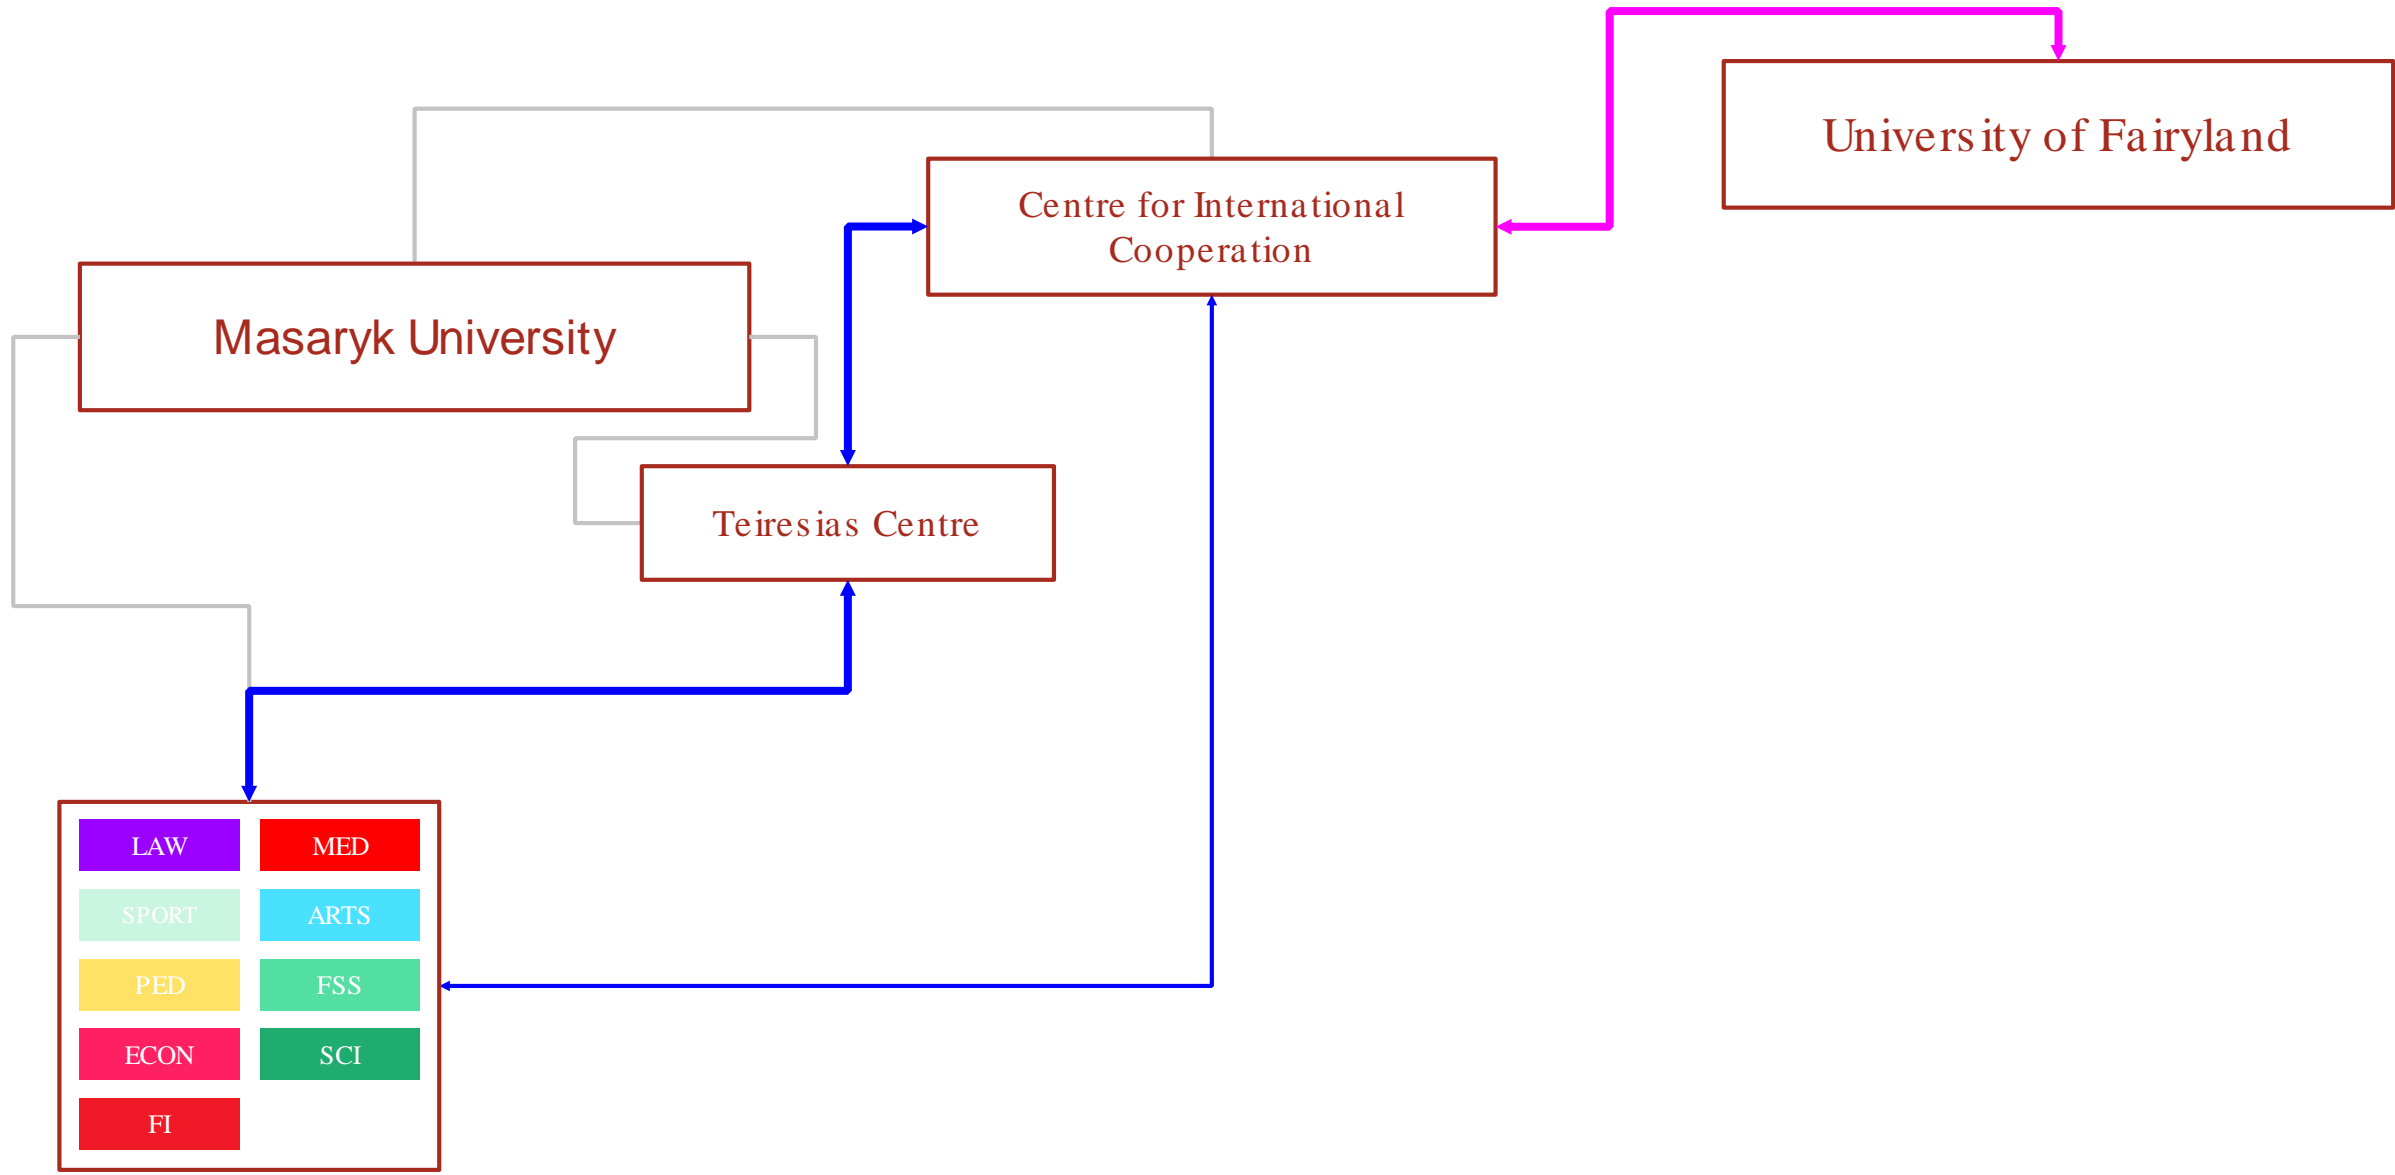 University of Fairyland
Centre for International
Cooperation
Masaryk University
Teiresias Centre
LAW
MED
SPORT
ARTS
PED
FSS
ECON
SCI
FI